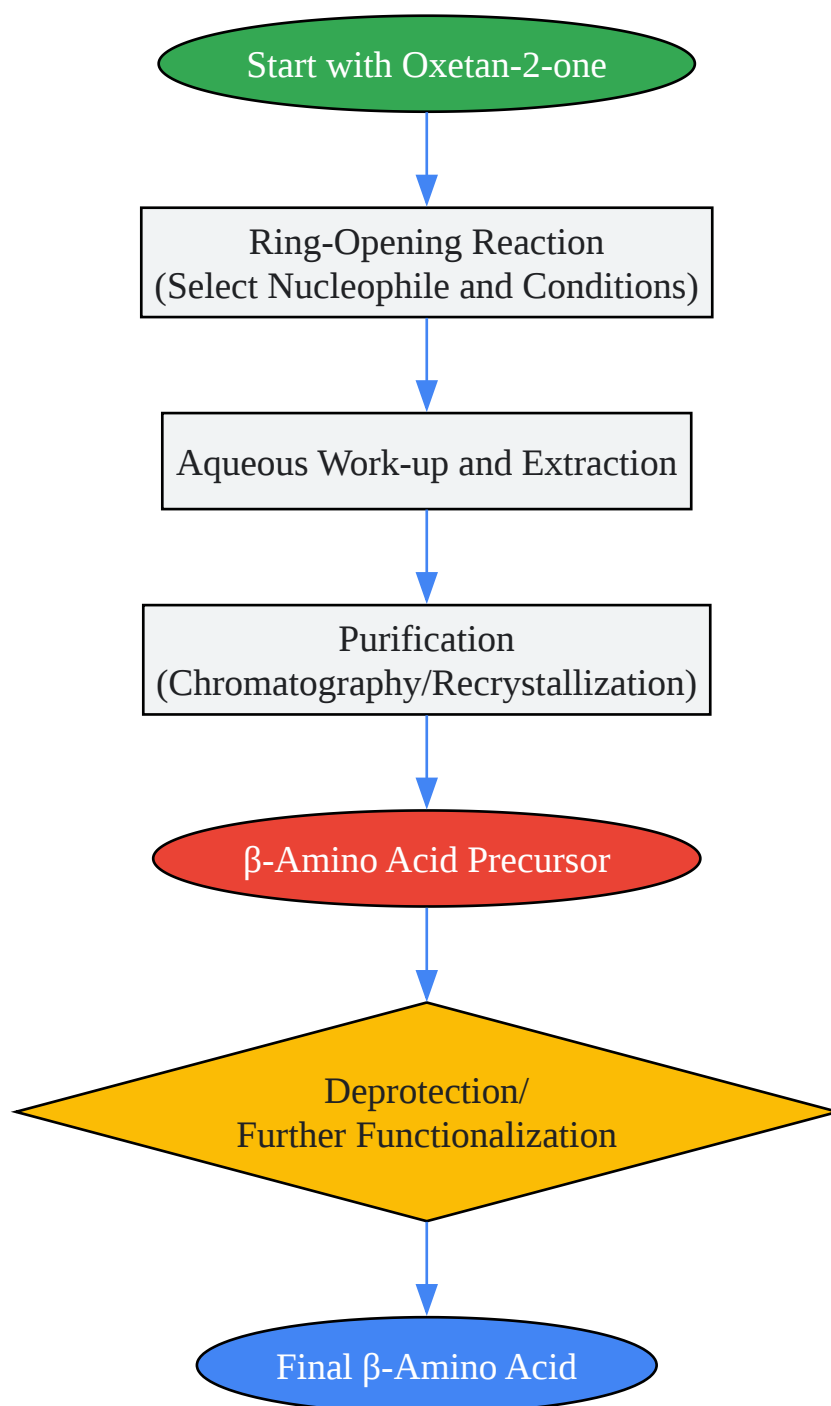 Start with Oxetan-2-one
Ring-Opening Reaction
(Select Nucleophile and Conditions)
Aqueous Work-up and Extraction
Purification
(Chromatography/Recrystallization)
β-Amino Acid Precursor
Deprotection/
Further Functionalization
Final β-Amino Acid